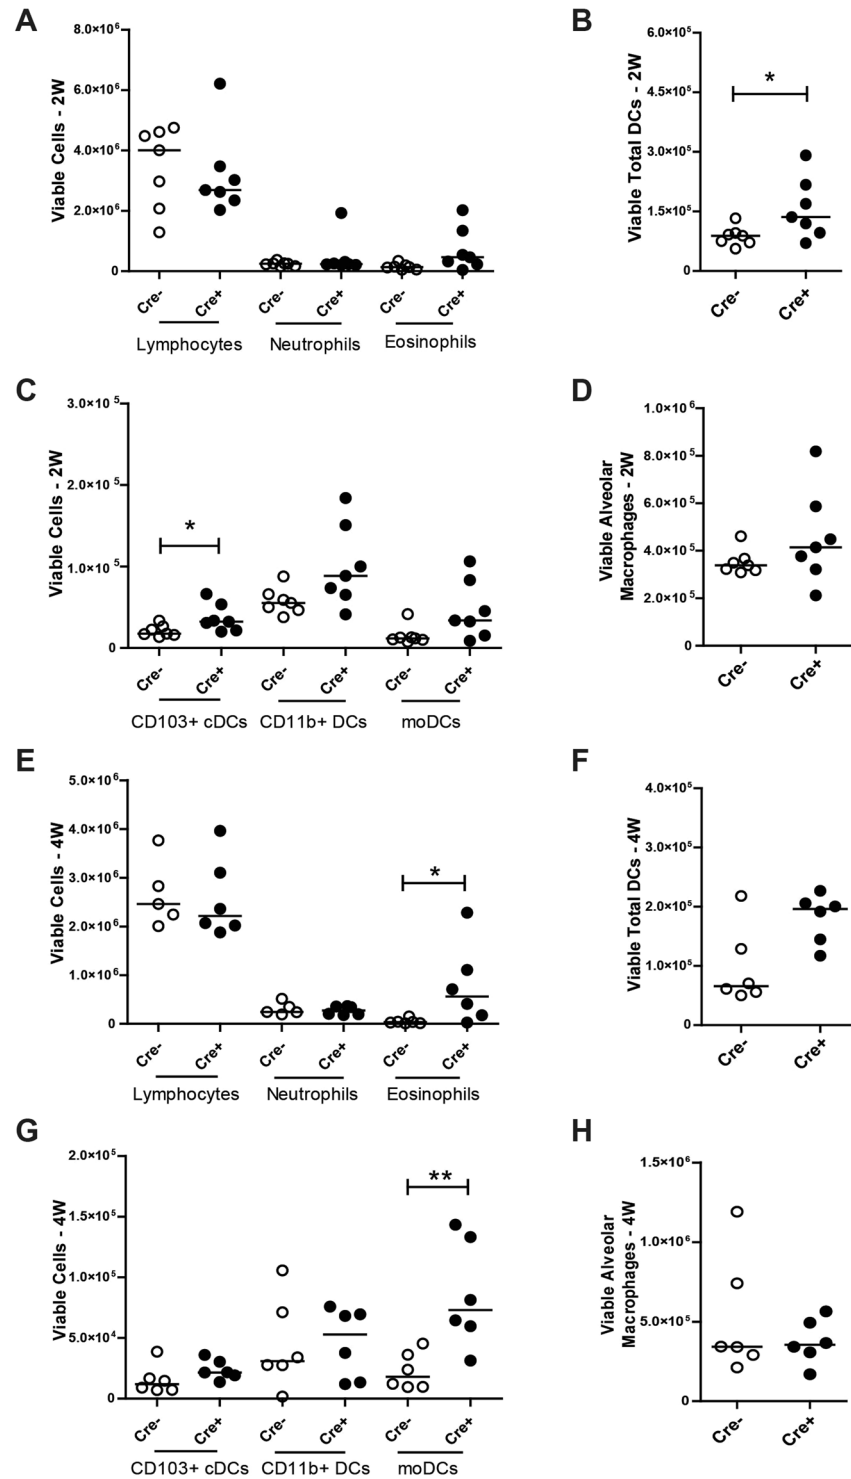 A
Viable Cells - 2W
8.0×10⁶
6.0×10⁶
4.0×10⁶
2.0×10⁶
0
Cre- Cre+ Cre- Cre+ Cre- Cre+
Lymphocytes Neutrophils Eosinophils
B
Viable Total DCs - 2W
6.0×10⁵
4.5×10⁵
3.0×10⁵
1.5×10⁵
0
*
Cre- Cre+
C
Viable Cells - 2W
3.0×10⁵
2.0×10⁵
1.0×10⁵
0
*
Cre- Cre+ Cre- Cre+ Cre- Cre+
CD103+ cDCs CD11b+ DCs moDCs
D
Viable Alveolar
Macrophages - 2W
1.0×10⁶
8.0×10⁵
6.0×10⁵
4.0×10⁵
2.0×10⁵
0
Cre- Cre+
E
Viable Cells - 4W
5.0×10⁶
4.0×10⁶
3.0×10⁶
2.0×10⁶
1.0×10⁶
0
*
Cre- Cre+ Cre- Cre+ Cre- Cre+
Lymphocytes Neutrophils Eosinophils
F
Viable Total DCs - 4W
4.0×10⁵
3.0×10⁵
2.0×10⁵
1.0×10⁵
0
Cre- Cre+
G
Viable Cells - 4W
2.0×10⁵
1.5×10⁵
1.0×10⁵
5.0×10⁴
0
**
Cre- Cre+ Cre- Cre+ Cre- Cre+
CD103+ cDCs CD11b+ DCs moDCs
H
Viable Alveolar
Macrophages - 4W
1.5×10⁶
1.0×10⁶
5.0×10⁵
0
Cre- Cre+